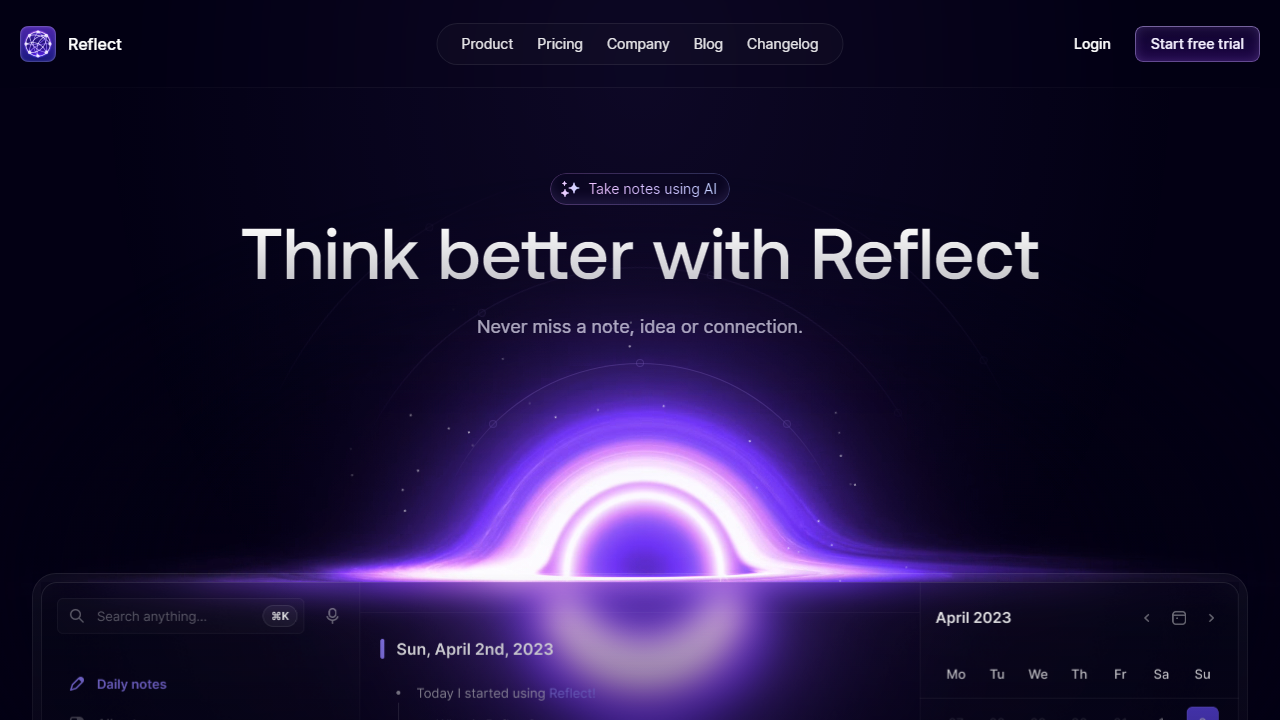 Reflect
Product Pricing Company Blog Changelog
Login
Start free trial
Take notes using AI
Think better with Reflect
Never miss a note, idea or connection.
Search anything...
⌘K
Daily notes
Sun, April 2nd, 2023
• Today I started using Reflect!
April 2023
Mo Tu We Th Fr Sa Su